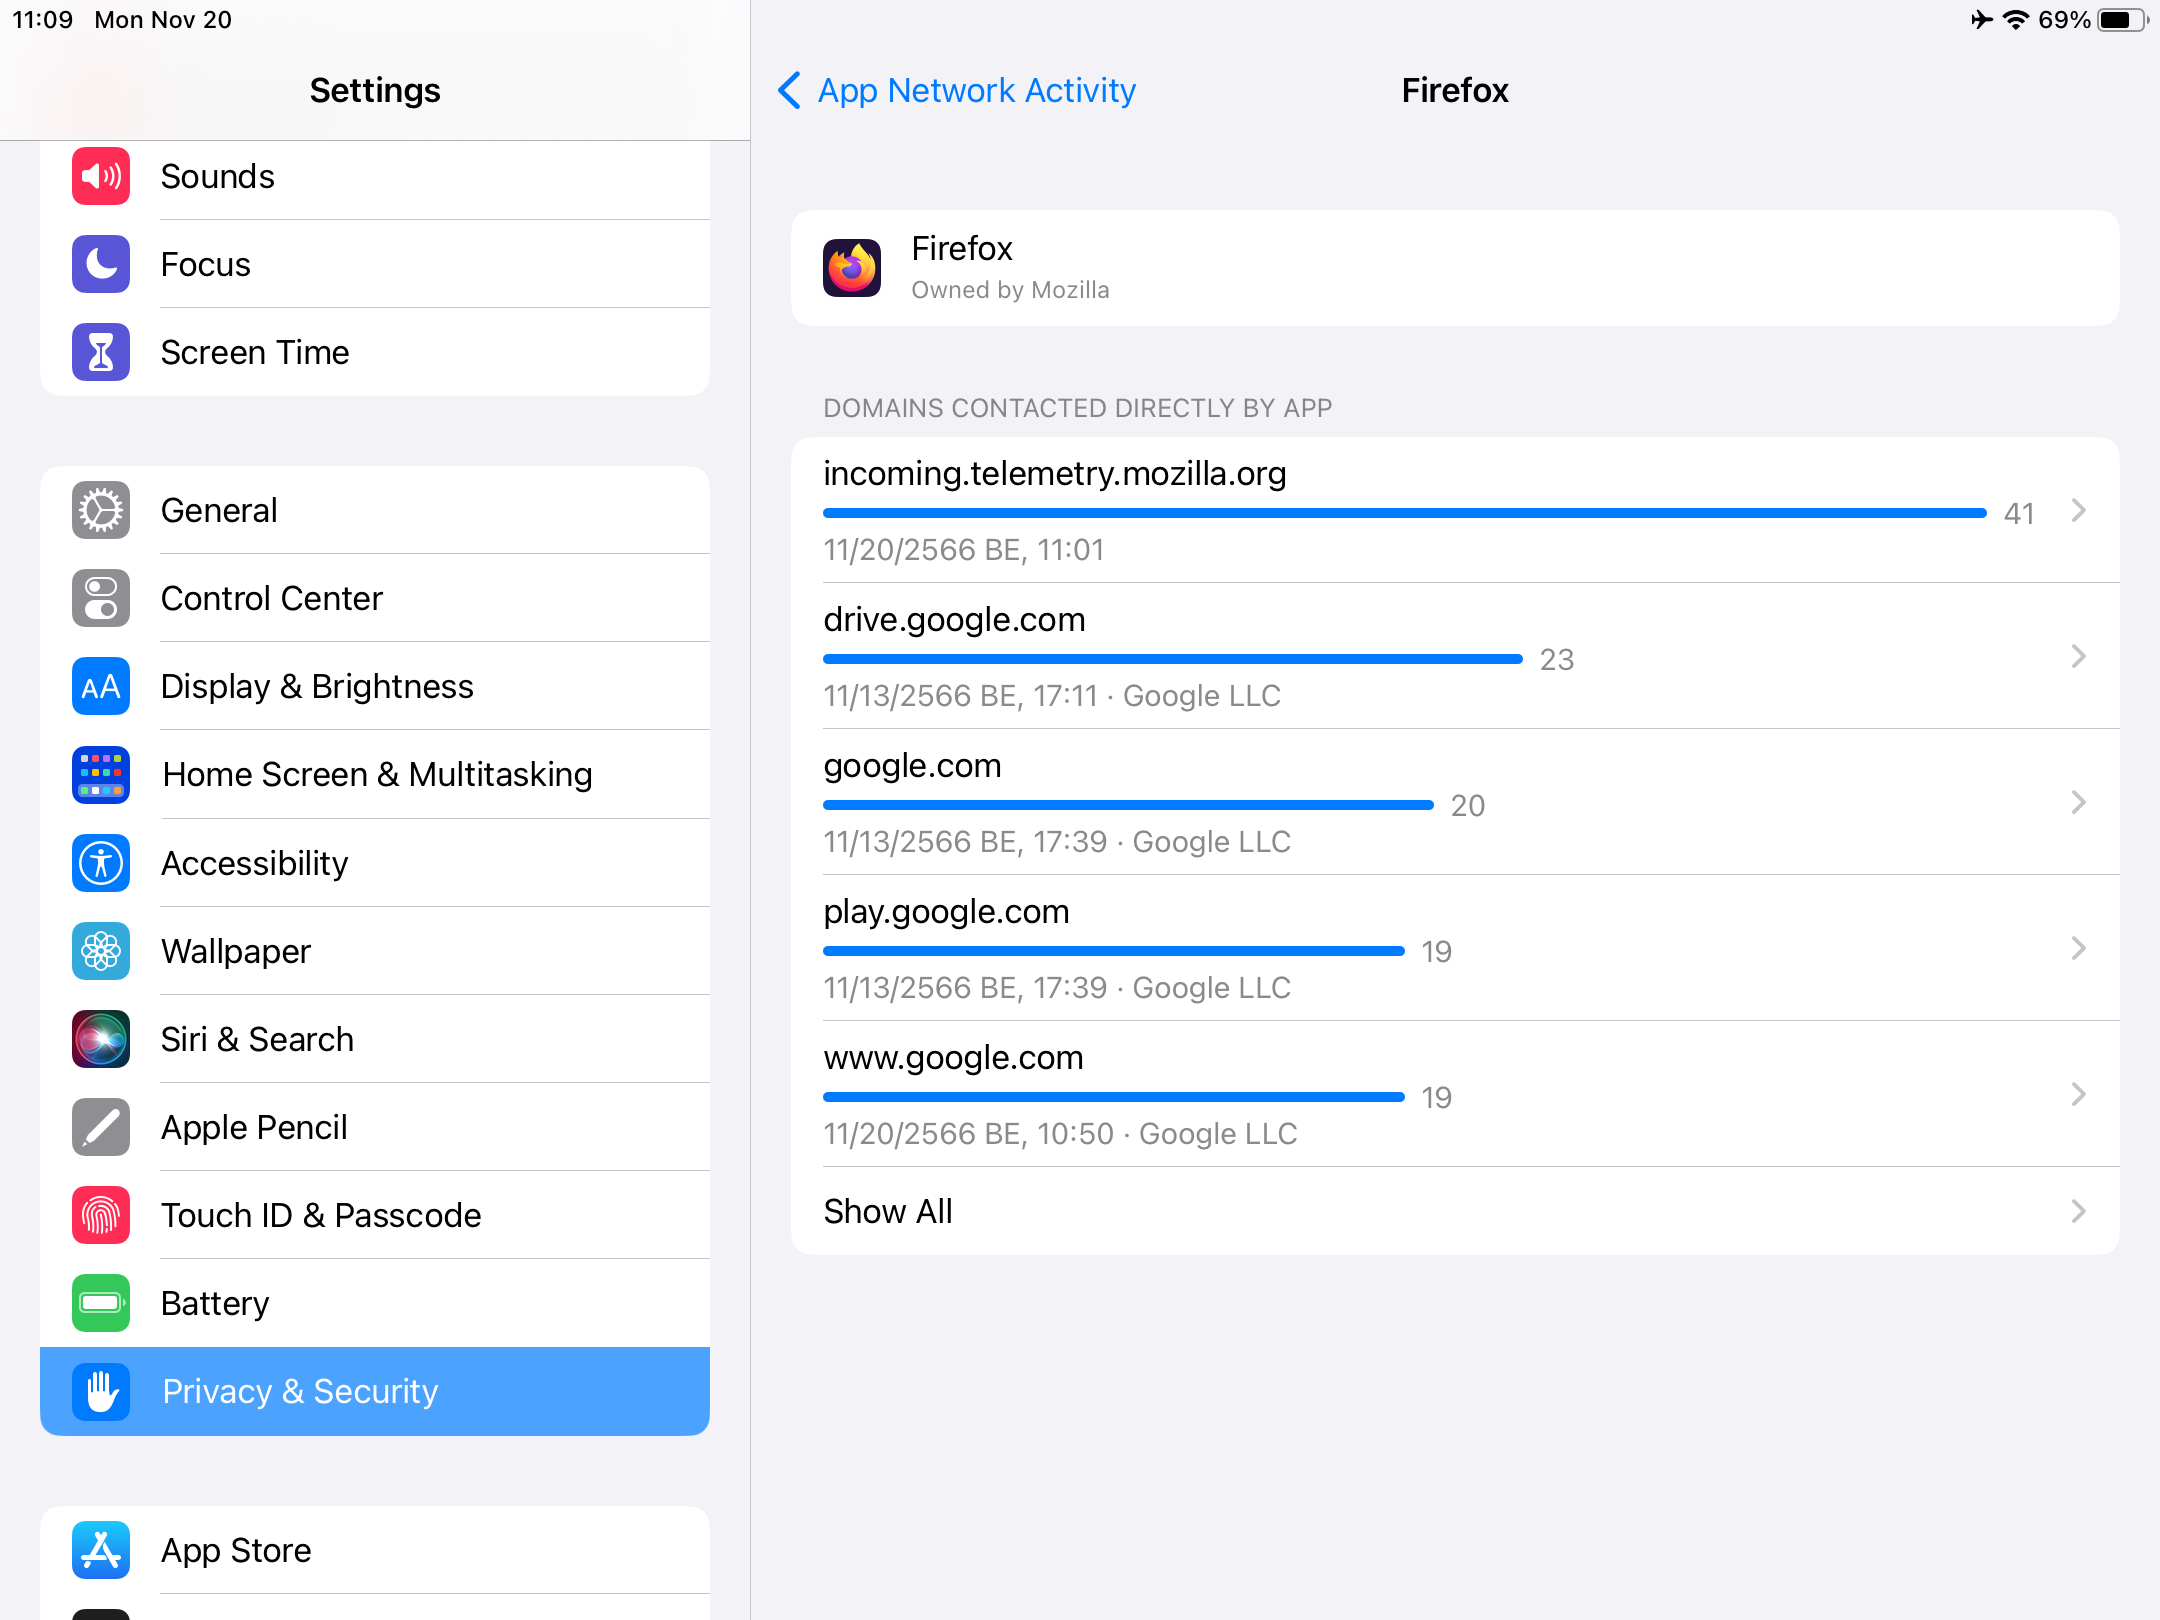 11:09 Mon Nov 20
69%
Settings
Sounds
Focus
Screen Time
General
Control Center
AA Display & Brightness
Home Screen & Multitasking
Accessibility
Wallpaper
Siri & Search
Apple Pencil
Touch ID & Passcode
Battery
Privacy & Security
App Store
App Network Activity
Firefox
Firefox
Owned by Mozilla
DOMAINS CONTACTED DIRECTLY BY APP
incoming.telemetry.mozilla.org
41
11/20/2566 BE, 11:01
drive.google.com
23
11/13/2566 BE, 17:11 · Google LLC
google.com
20
11/13/2566 BE, 17:39 · Google LLC
play.google.com
19
11/13/2566 BE, 17:39 · Google LLC
www.google.com
19
11/20/2566 BE, 10:50 · Google LLC
Show All